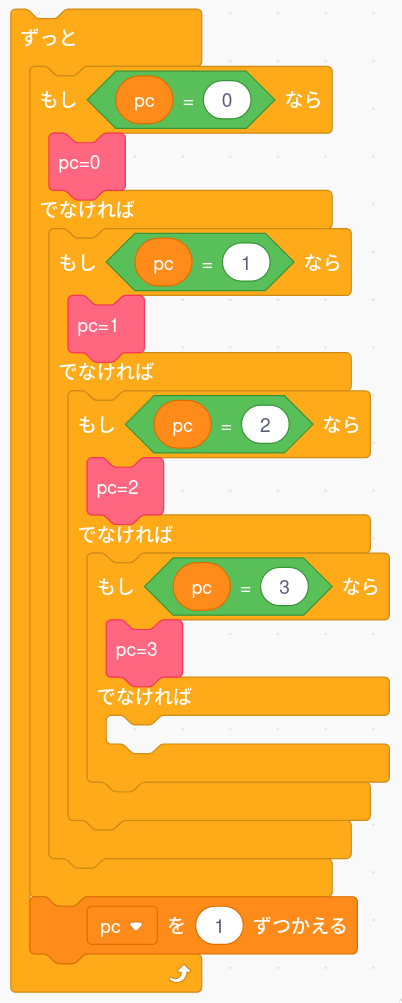 ずっと
もし pc = 0 なら
pc=0
でなければ
もし pc = 1 なら
pc=1
でなければ
もし pc = 2 なら
pc=2
でなければ
もし pc = 3 なら
pc=3
でなければ
pc を 1 ずつかえる